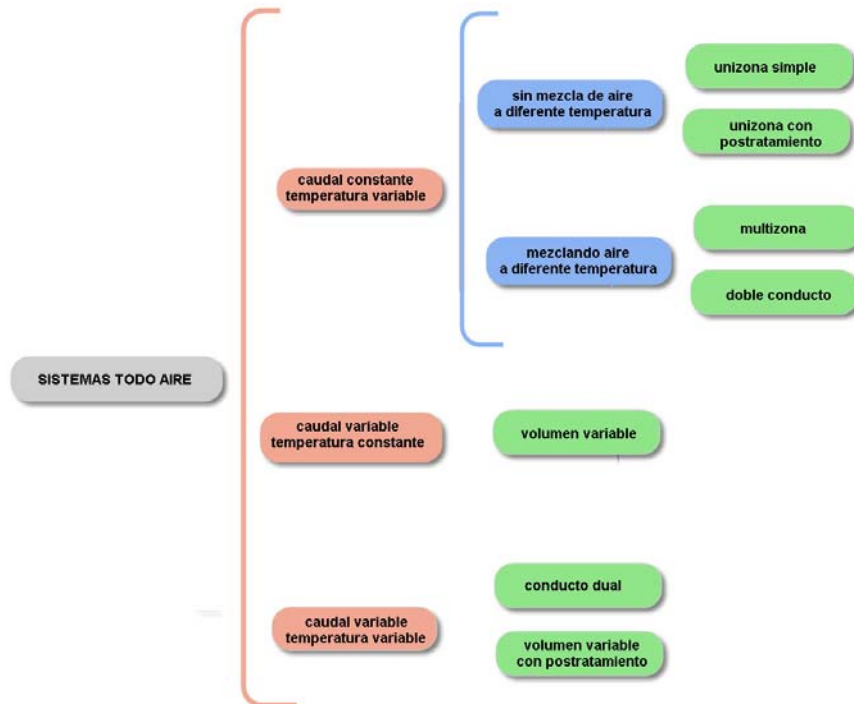 SISTEMAS TODO AIRE
caudal constante
temperatura variable
sin mezcla de aire
a diferente temperatura
unizona simple
unizona con
postratamiento
mezclando aire
a diferente temperatura
multizona
doble conducto
caudal variable
temperatura constante
volumen variable
caudal variable
temperatura variable
conducto dual
volumen variable
con postratamiento